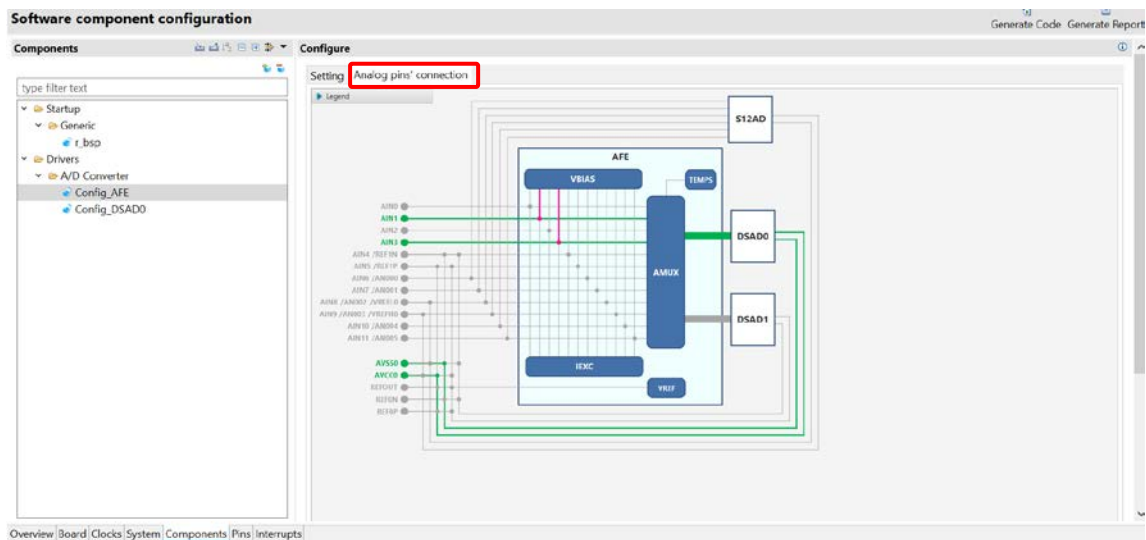 Software component configuration
Generate Code Generate Report
Components
Configure
type filter text
Setting Analog pins' connection
Legend
Startup
Generic
r_bsp
Drivers
A/D Converter
Config_AFE
Config_DSAD0
S12AD
AFE
VBIAS
TEMPS
AIN0
AIN1
AIN2
AIN3
AIN4 /REF1N
AIN5 /REF1P
AIN6 /AN000
AIN7 /AN001
AIN8 /AN002 /VREFL0
AIN9 /AN003 /VREFH0
AIN10 /AN004
AIN11 /AN005
DSAD0
AMUX
DSAD1
AVSS0
AVCC0
REFOUT
REF0N
REF0P
IEXC
VREF
Overview Board Clocks System Components Pins Interrupts